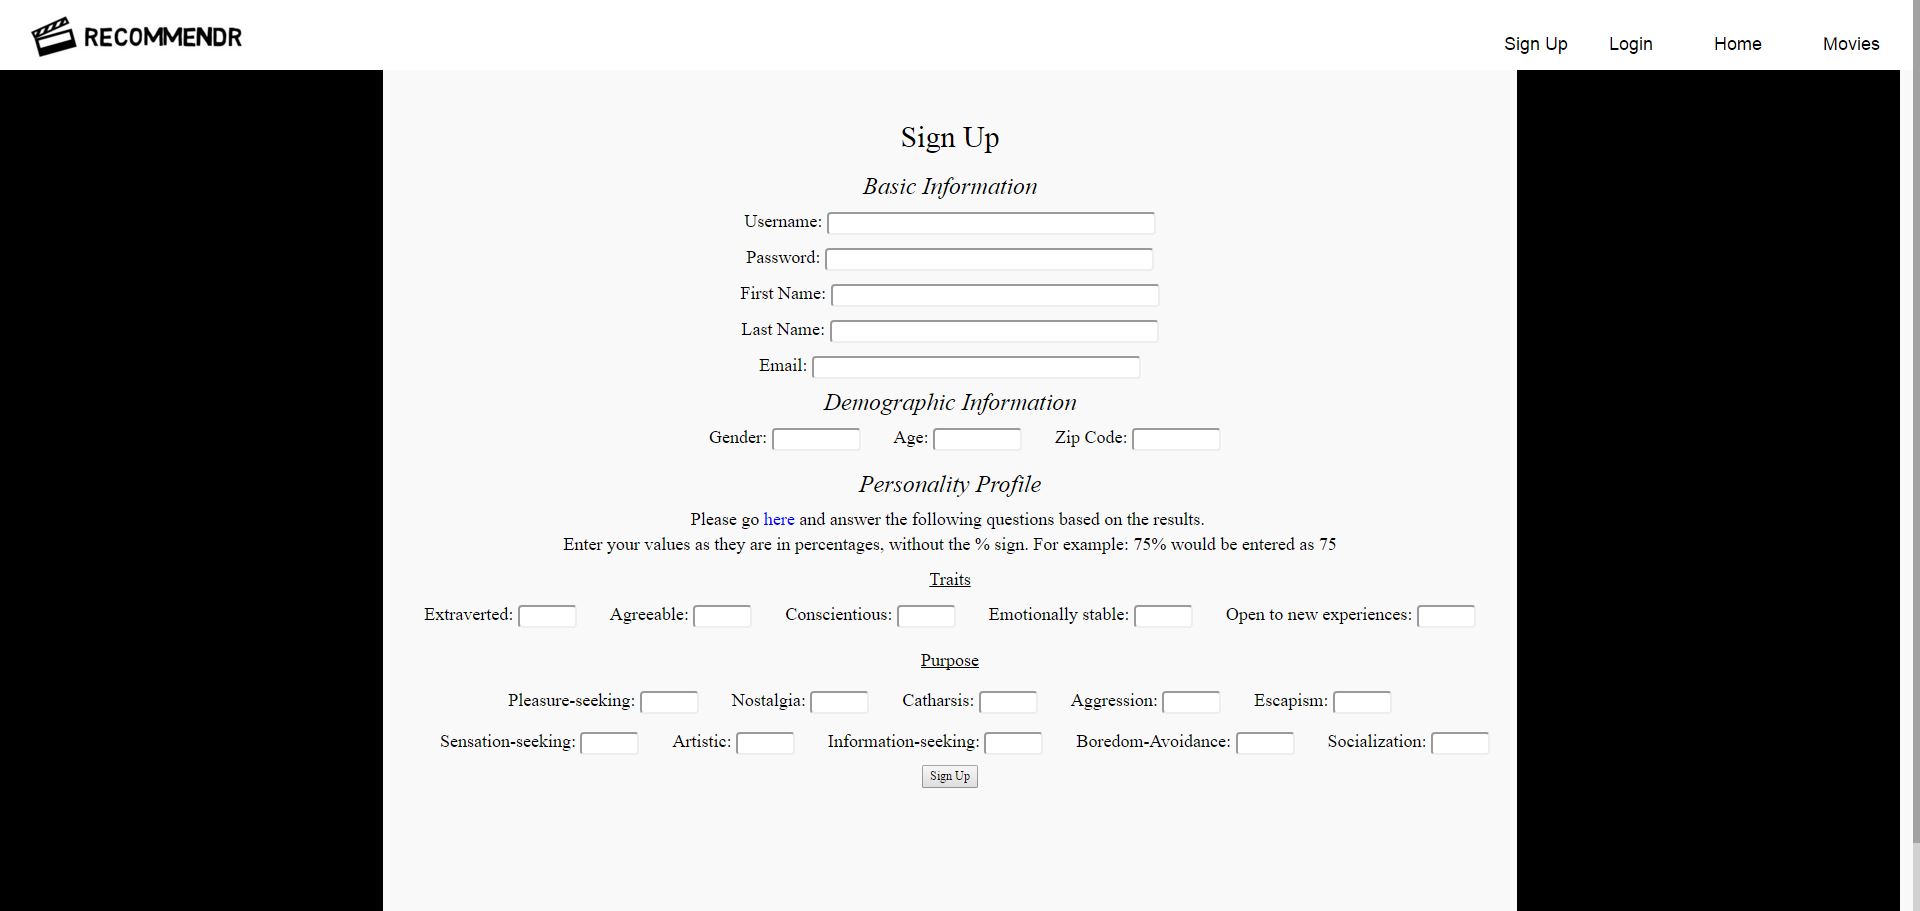 RECOMMENDR
Sign Up Login Home Movies
Sign Up
Basic Information
Username:
Password:
First Name:
Last Name:
Email:
Demographic Information
Gender: Age: Zip Code:
Personality Profile
Please go here and answer the following questions based on the results.
Enter your values as they are in percentages, without the % sign. For example: 75% would be entered as 75
Traits
Extraverted: Agreeable: Conscientious: Emotionally stable: Open to new experiences:
Purpose
Pleasure-seeking: Nostalgia: Catharsis: Aggression: Escapism:
Sensation-seeking: Artistic: Information-seeking: Boredom-Avoidance: Socialization:
Sign Up